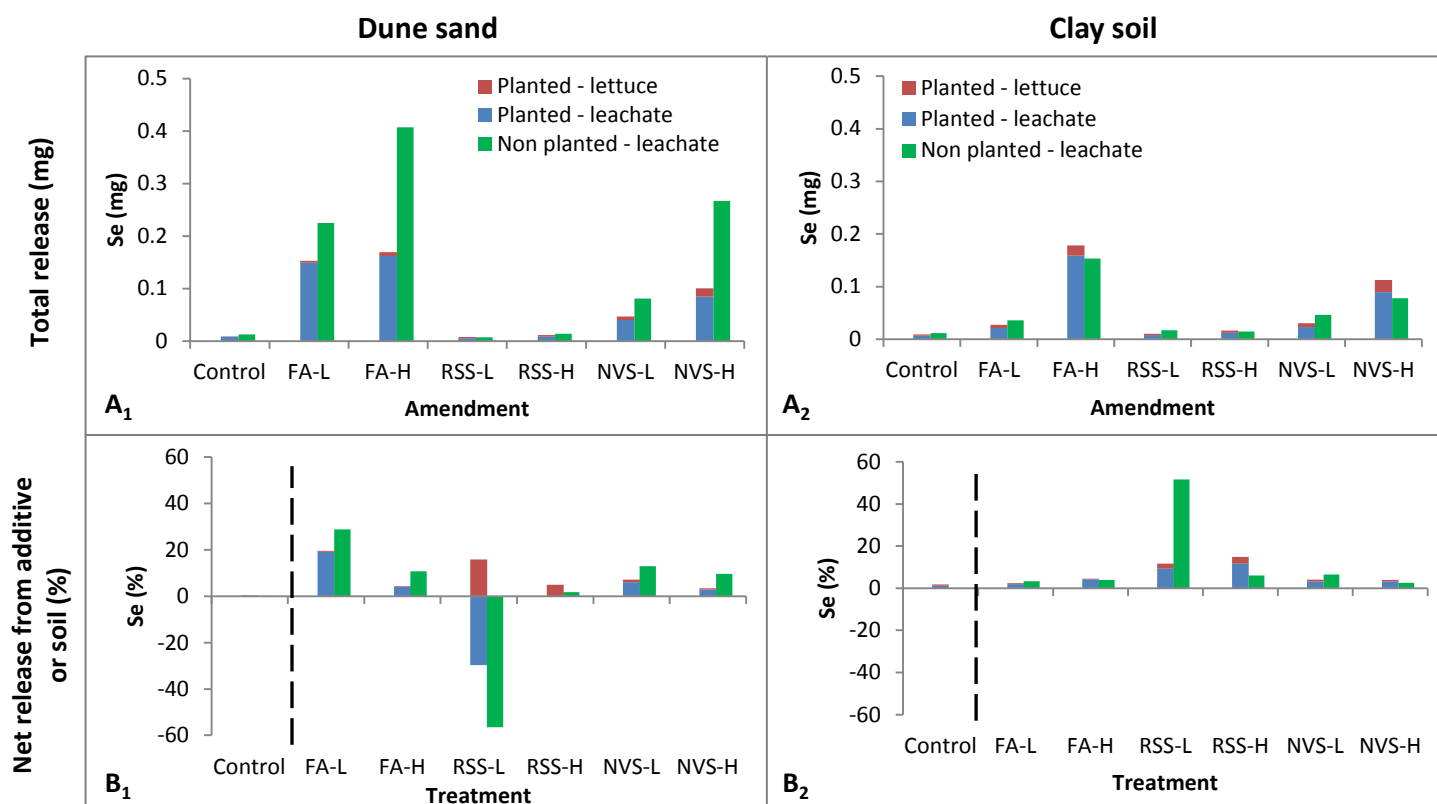 Dune sand
Clay soil
Total release (mg)
Net release from additive
or soil (%)
Se (mg)
0.5
0.4
0.3
0.2
0.1
0
Planted - lettuce
Planted - leachate
Non planted - leachate
Control FA-L FA-H RSS-L RSS-H NVS-L NVS-H
Amendment
A1
Se (mg)
0.5
0.4
0.3
0.2
0.1
0
Planted - lettuce
Planted - leachate
Non planted - leachate
Control FA-L FA-H RSS-L RSS-H NVS-L NVS-H
Amendment
A2
Se (%)
60
40
20
0
-20
-40
-60
Control FA-L FA-H RSS-L RSS-H NVS-L NVS-H
Treatment
B1
Se (%)
60
40
20
0
-20
-40
-60
Control FA-L FA-H RSS-L RSS-H NVS-L NVS-H
Treatment
B2